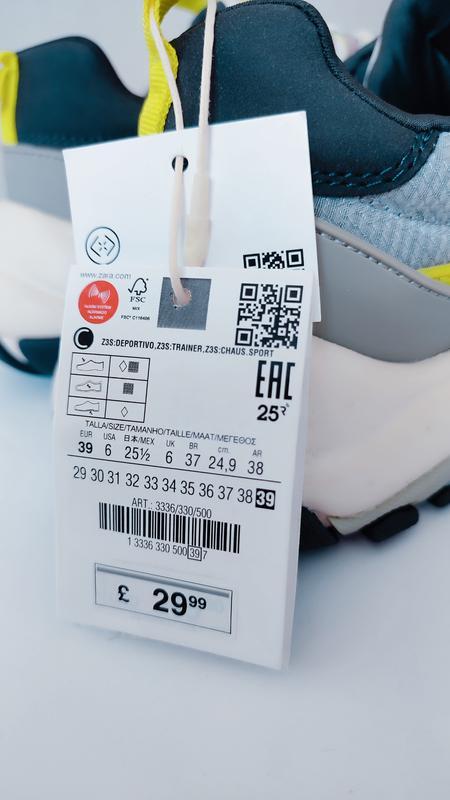 www.zara.com
FSC
MIX
FSC® C116406
Z3S:DEPORTIVO,Z3S:TRAINER,Z3S:CHAUS.SPORT
EAC
25
TALLA/SIZE/TAMANHO/TAILLE/MAAT/ΜΕΓΕΘΟΣ
EUR USA 日本/MEX UK BR cm. AR
39 6 25½ 6 37 24,9 38
29 30 31 32 33 34 35 36 37 38 39
ART.: 3336/330/500
1 3336 330 500 39 7
£ 29⁹⁹